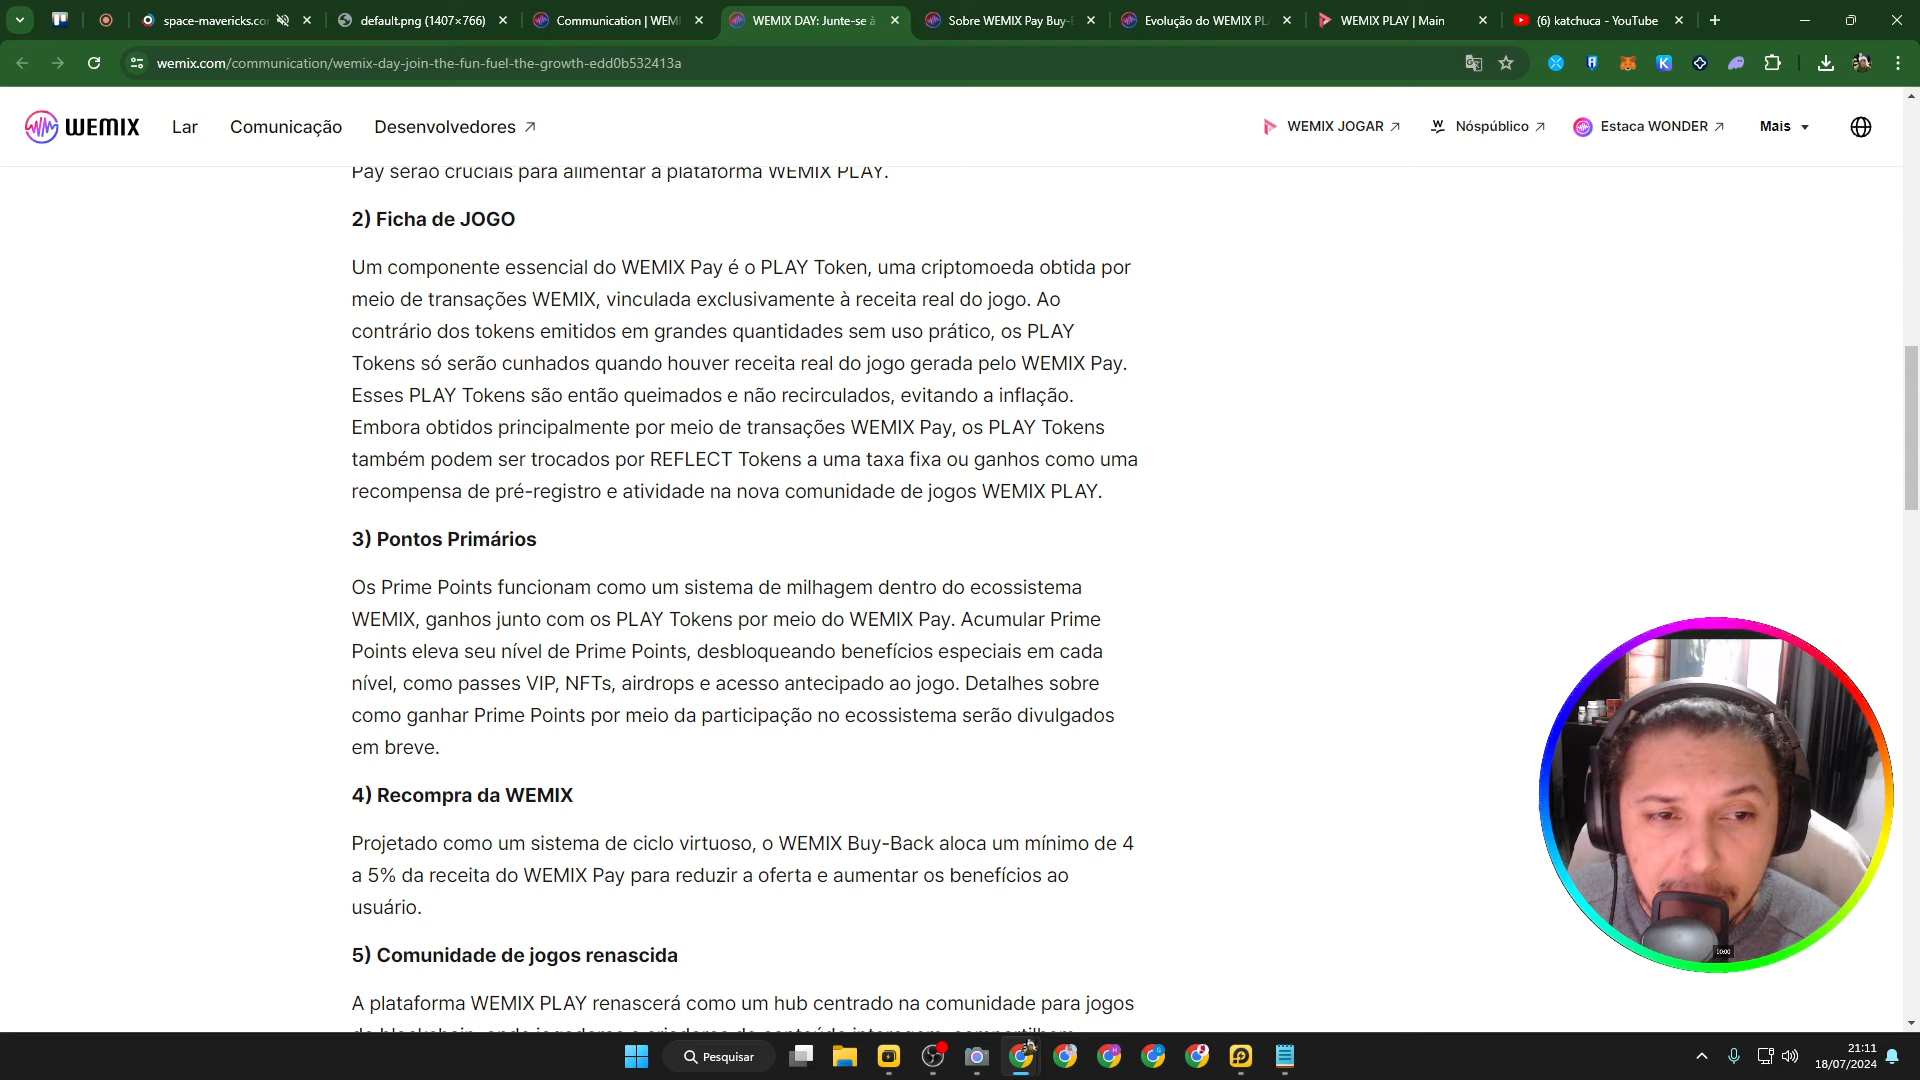 space-mavericks.co
default.png (1407×766)
Communication | WEMI
WEMIX DAY: Junte-se à
Sobre WEMIX Pay Buy-
Evolução do WEMIX PL
WEMIX PLAY | Main
(6) katchuca - YouTube
wemix.com/communication/wemix-day-join-the-fun-fuel-the-growth-edd0b532413a
WEMIX
Lar
Comunicação
Desenvolvedores
WEMIX JOGAR
Nóspúblico
Estaca WONDER
Mais
Pay serão cruciais para alimentar a plataforma WEMIX PLAY.
2) Ficha de JOGO
Um componente essencial do WEMIX Pay é o PLAY Token, uma criptomoeda obtida por
meio de transações WEMIX, vinculada exclusivamente à receita real do jogo. Ao
contrário dos tokens emitidos em grandes quantidades sem uso prático, os PLAY
Tokens só serão cunhados quando houver receita real do jogo gerada pelo WEMIX Pay.
Esses PLAY Tokens são então queimados e não recirculados, evitando a inflação.
Embora obtidos principalmente por meio de transações WEMIX Pay, os PLAY Tokens
também podem ser trocados por REFLECT Tokens a uma taxa fixa ou ganhos como uma
recompensa de pré-registro e atividade na nova comunidade de jogos WEMIX PLAY.
3) Pontos Primários
Os Prime Points funcionam como um sistema de milhagem dentro do ecossistema
WEMIX, ganhos junto com os PLAY Tokens por meio do WEMIX Pay. Acumular Prime
Points eleva seu nível de Prime Points, desbloqueando benefícios especiais em cada
nível, como passes VIP, NFTs, airdrops e acesso antecipado ao jogo. Detalhes sobre
como ganhar Prime Points por meio da participação no ecossistema serão divulgados
em breve.
4) Recompra da WEMIX
Projetado como um sistema de ciclo virtuoso, o WEMIX Buy-Back aloca um mínimo de 4
a 5% da receita do WEMIX Pay para reduzir a oferta e aumentar os benefícios ao
usuário.
5) Comunidade de jogos renascida
A plataforma WEMIX PLAY renascerá como um hub centrado na comunidade para jogos
00:00
Pesquisar
21:11
18/07/2024